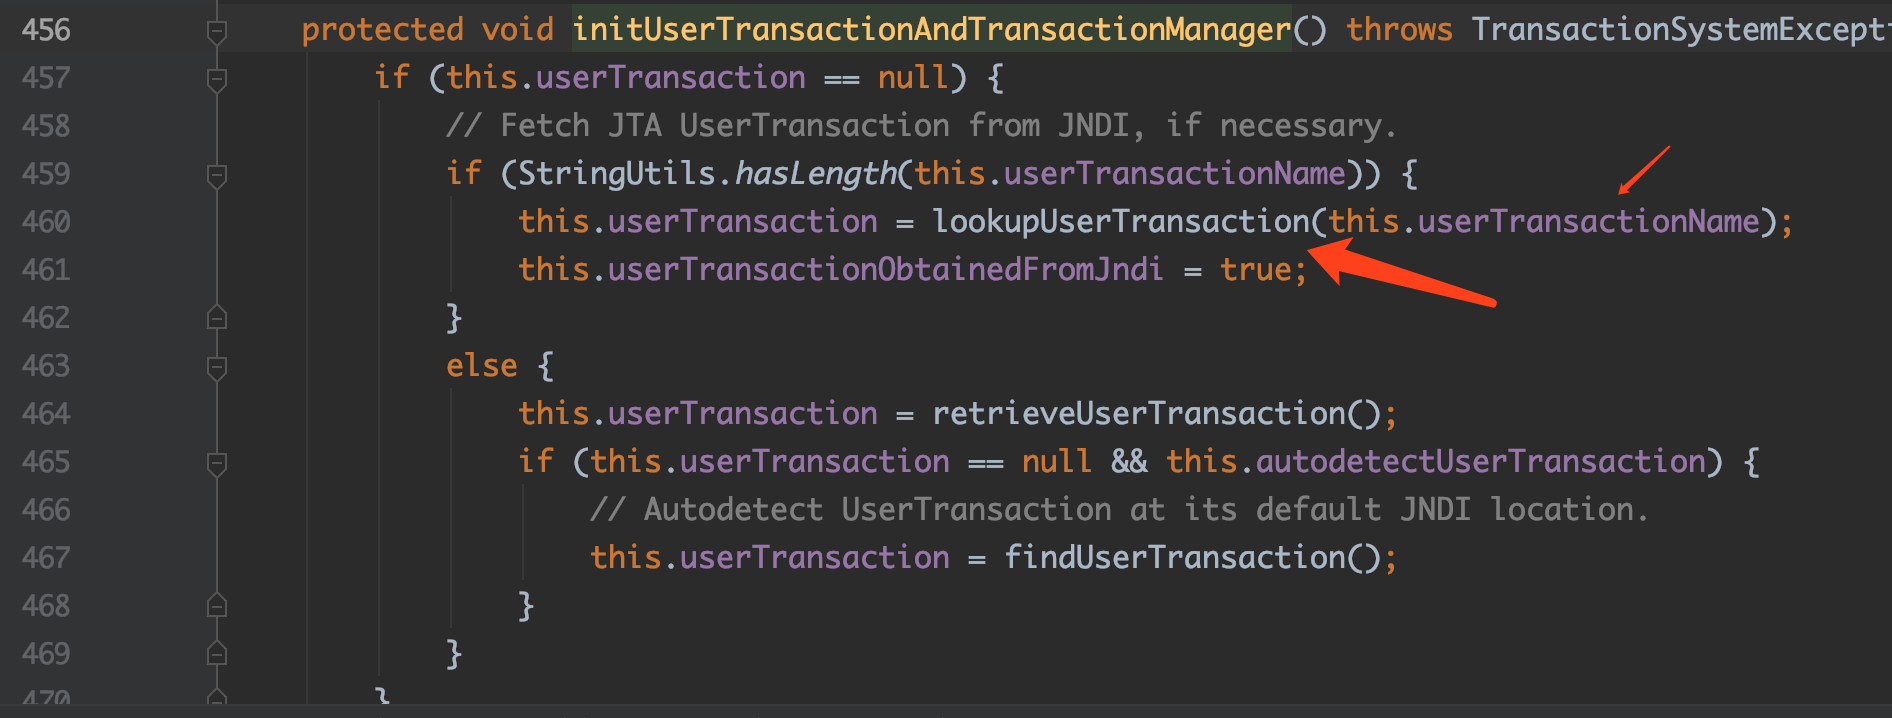 456 protected void initUserTransactionAndTransactionManager() throws TransactionSystemExcepti
457 if (this.userTransaction == null) {
458 // Fetch JTA UserTransaction from JNDI, if necessary.
459 if (StringUtils.hasLength(this.userTransactionName)) {
460 this.userTransaction = lookupUserTransaction(this.userTransactionName);
461 this.userTransactionObtainedFromJndi = true;
462 }
463 else {
464 this.userTransaction = retrieveUserTransaction();
465 if (this.userTransaction == null && this.autodetectUserTransaction) {
466 // Autodetect UserTransaction at its default JNDI location.
467 this.userTransaction = findUserTransaction();
468 }
469 }
470 }